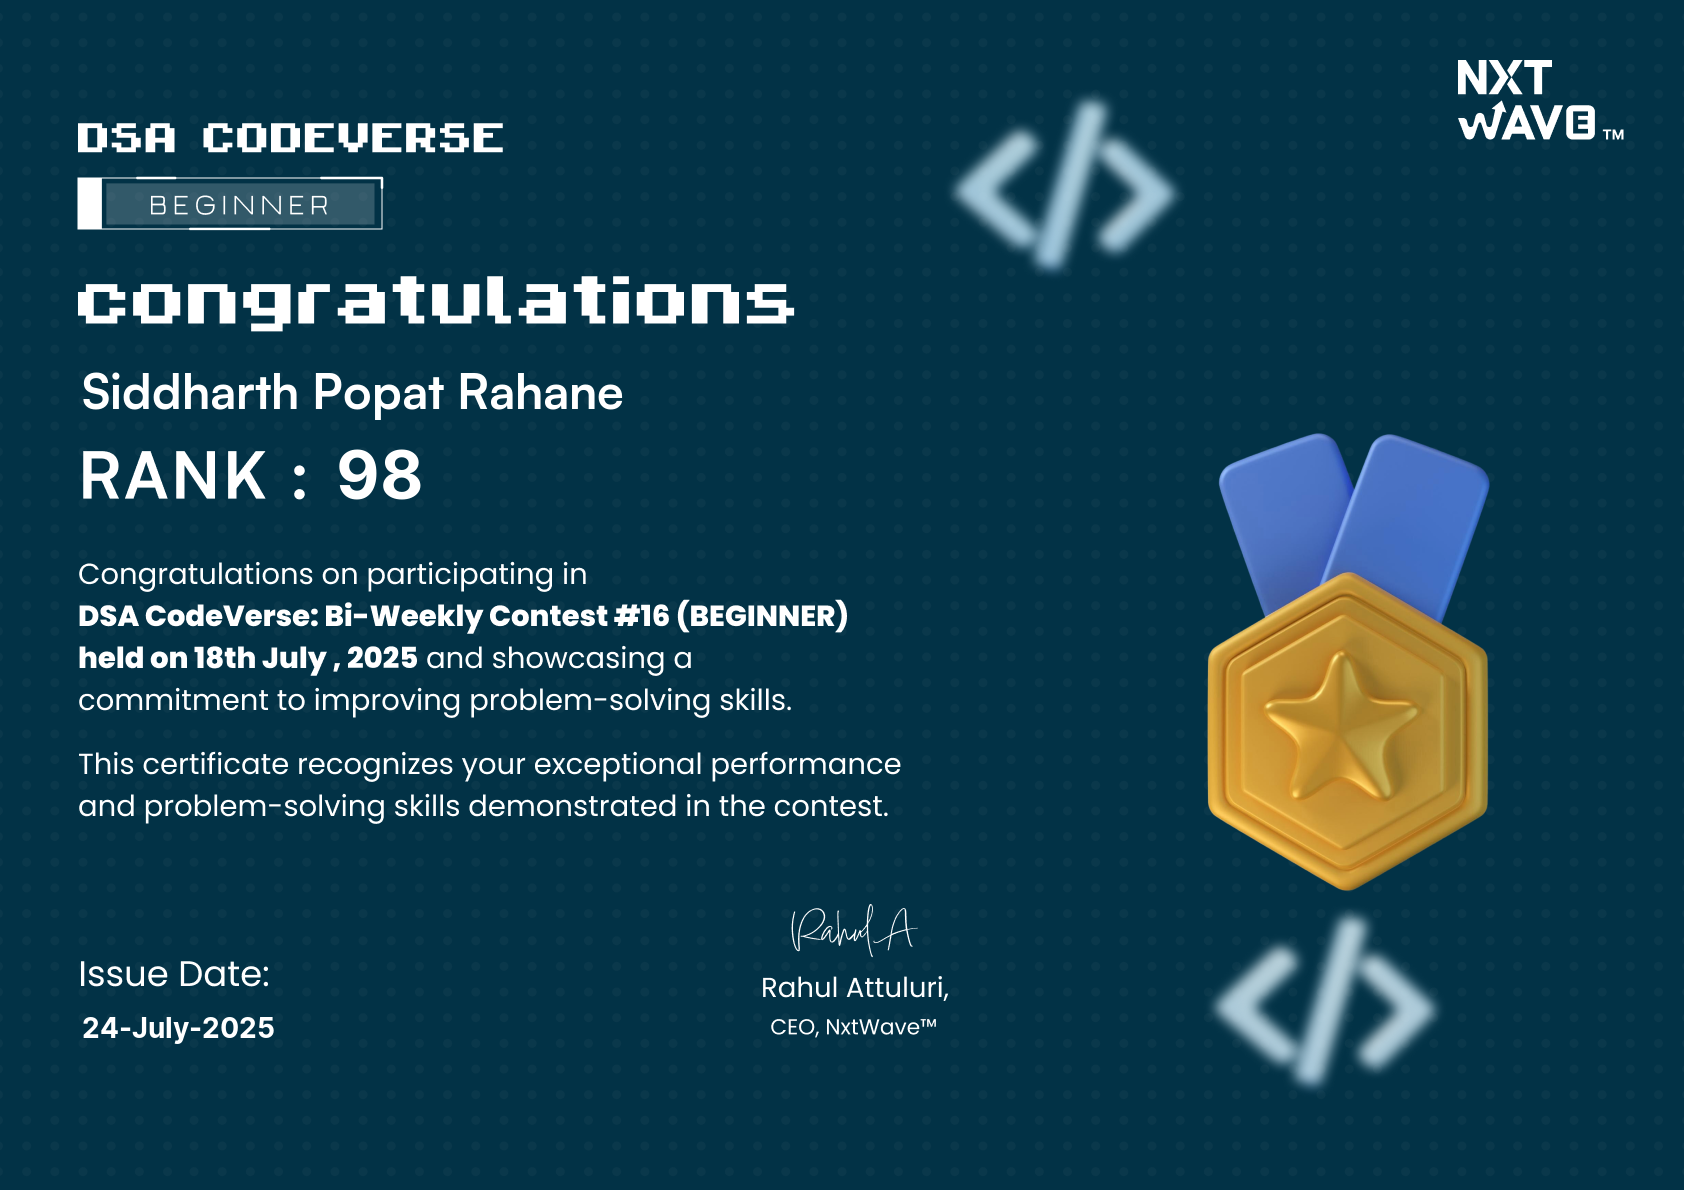 NXT
WAVE™
DSA CODEVERSE
BEGINNER
congratulations
Siddharth Popat Rahane
RANK : 98
Congratulations on participating in
DSA CodeVerse: Bi-Weekly Contest #16 (BEGINNER)
held on 18th July , 2025 and showcasing a
commitment to improving problem-solving skills.
This certificate recognizes your exceptional performance
and problem-solving skills demonstrated in the contest.
Issue Date:
24-July-2025
Rahul A
Rahul Attuluri,
CEO, NxtWave™